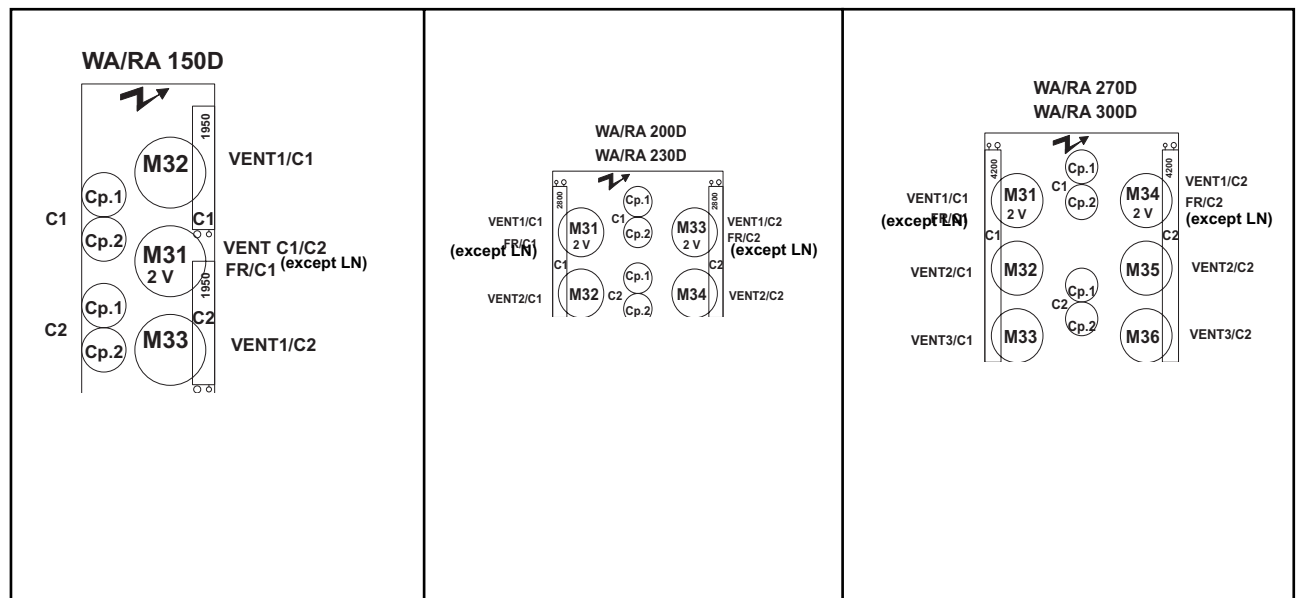 WA/RA 150D
1950
M32
VENT1/C1
Cp.1
C1
C1
Cp.2
M31
2 V
VENT C1/C2
FR/C1 (except LN)
1950
Cp.1
C2
C2
Cp.2
M33
VENT1/C2
WA/RA 200D
WA/RA 230D
2800
2800
Cp.1
VENT1/C1
FR/C1
(except LN)
M31
2 V
C1
Cp.2
M33
2 V
VENT1/C2
FR/C2
(except LN)
C1
C2
Cp.1
VENT2/C1
M32
C2
Cp.2
M34
VENT2/C2
WA/RA 270D
WA/RA 300D
4200
4200
Cp.1
VENT1/C1
FR/C1
(except LN)
M31
2 V
C1
Cp.2
M34
2 V
VENT1/C2
FR/C2
(except LN)
C1
C2
VENT2/C1
M32
Cp.1
M35
VENT2/C2
C2
Cp.2
VENT3/C1
M33
M36
VENT3/C2